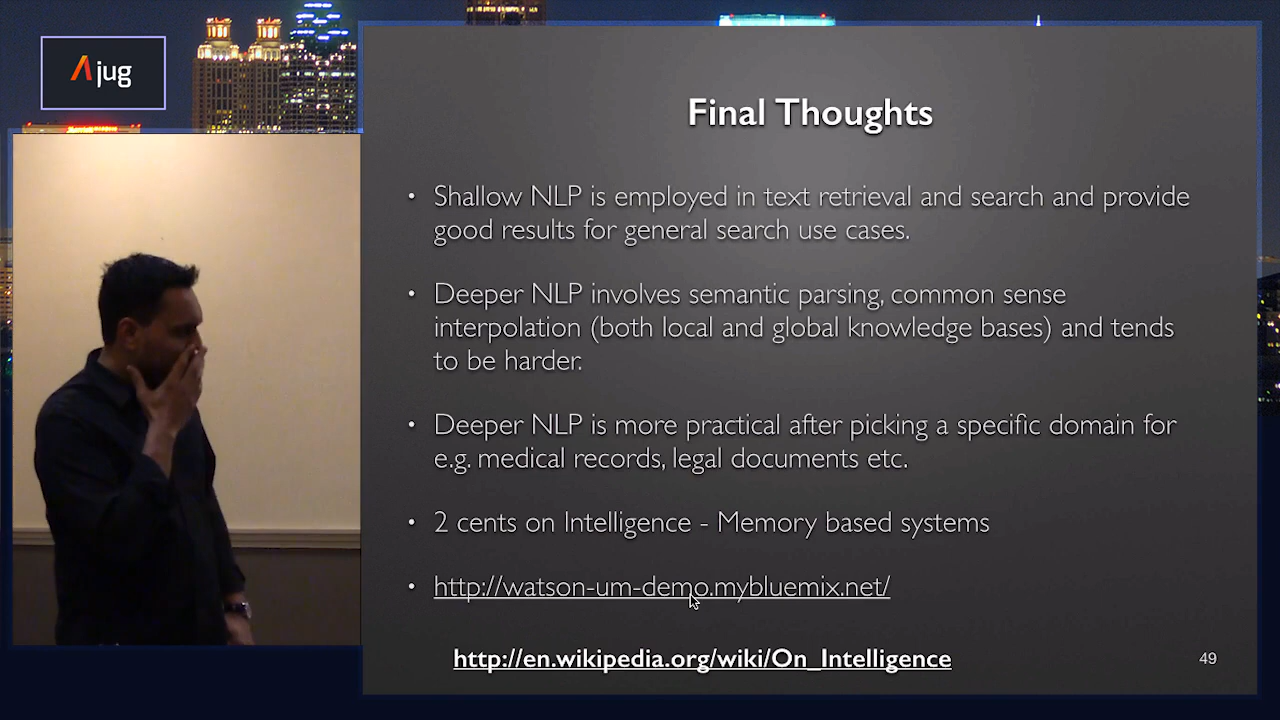 jug
Final Thoughts
• Shallow NLP is employed in text retrieval and search and provide
good results for general search use cases.
• Deeper NLP involves semantic parsing, common sense
interpolation (both local and global knowledge bases) and tends
to be harder.
• Deeper NLP is more practical after picking a specific domain for
e.g. medical records, legal documents etc.
• 2 cents on Intelligence - Memory based systems
• http://watson-um-demo.mybluemix.net/
http://en.wikipedia.org/wiki/On_Intelligence
49